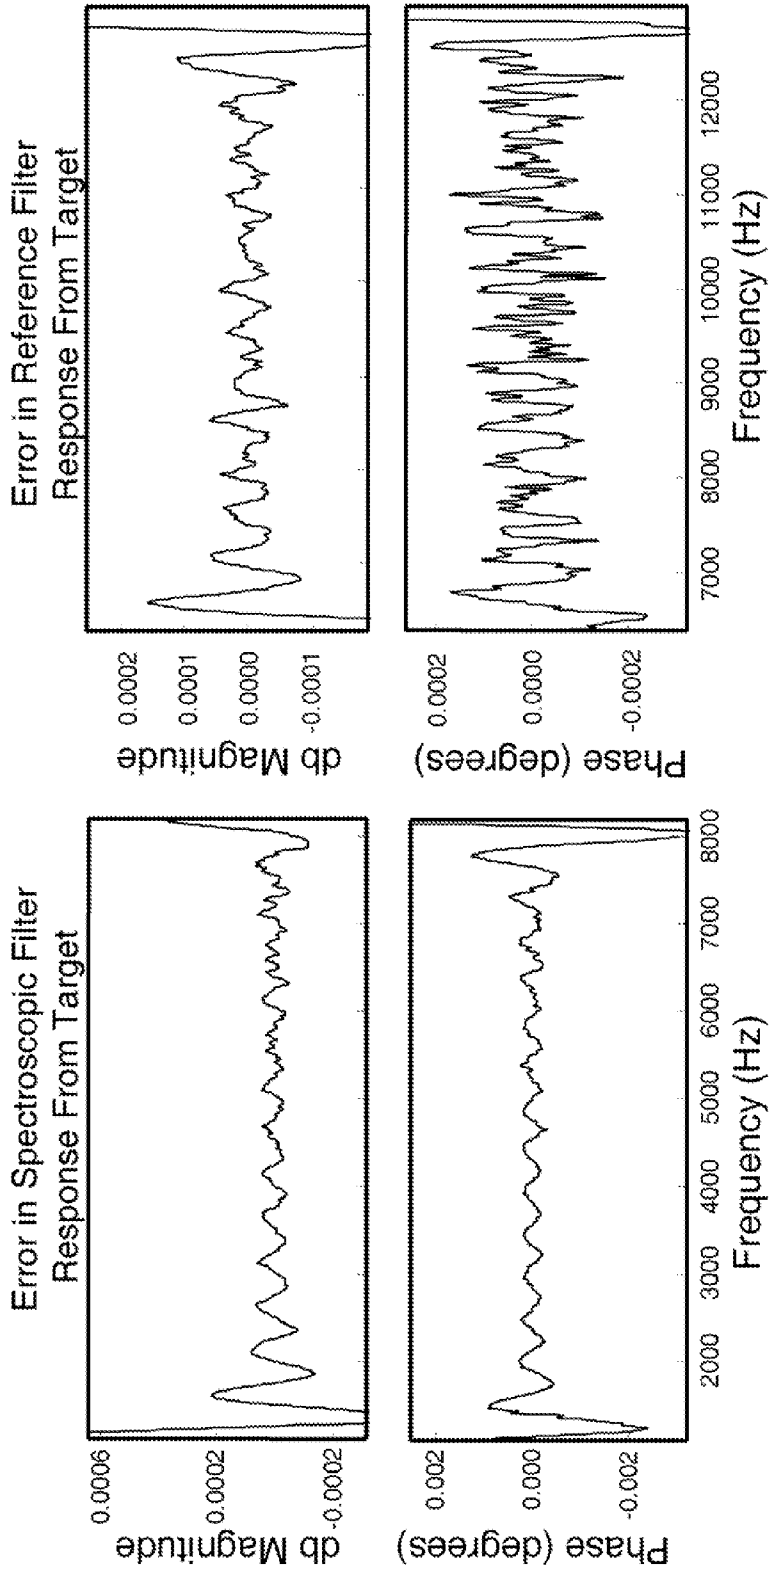 Error in Spectroscopic Filter
Response From Target
db Magnitude
0.0006
0.0002
-0.0002
Phase (degrees)
0.002
0.000
-0.002
2000
3000
4000
5000
6000
7000
8000
Frequency (Hz)
Error in Reference Filter
Response From Target
db Magnitude
0.0002
0.0001
0.0000
-0.0001
Phase (degrees)
0.0002
0.0000
-0.0002
7000
8000
9000
10000
11000
12000
Frequency (Hz)